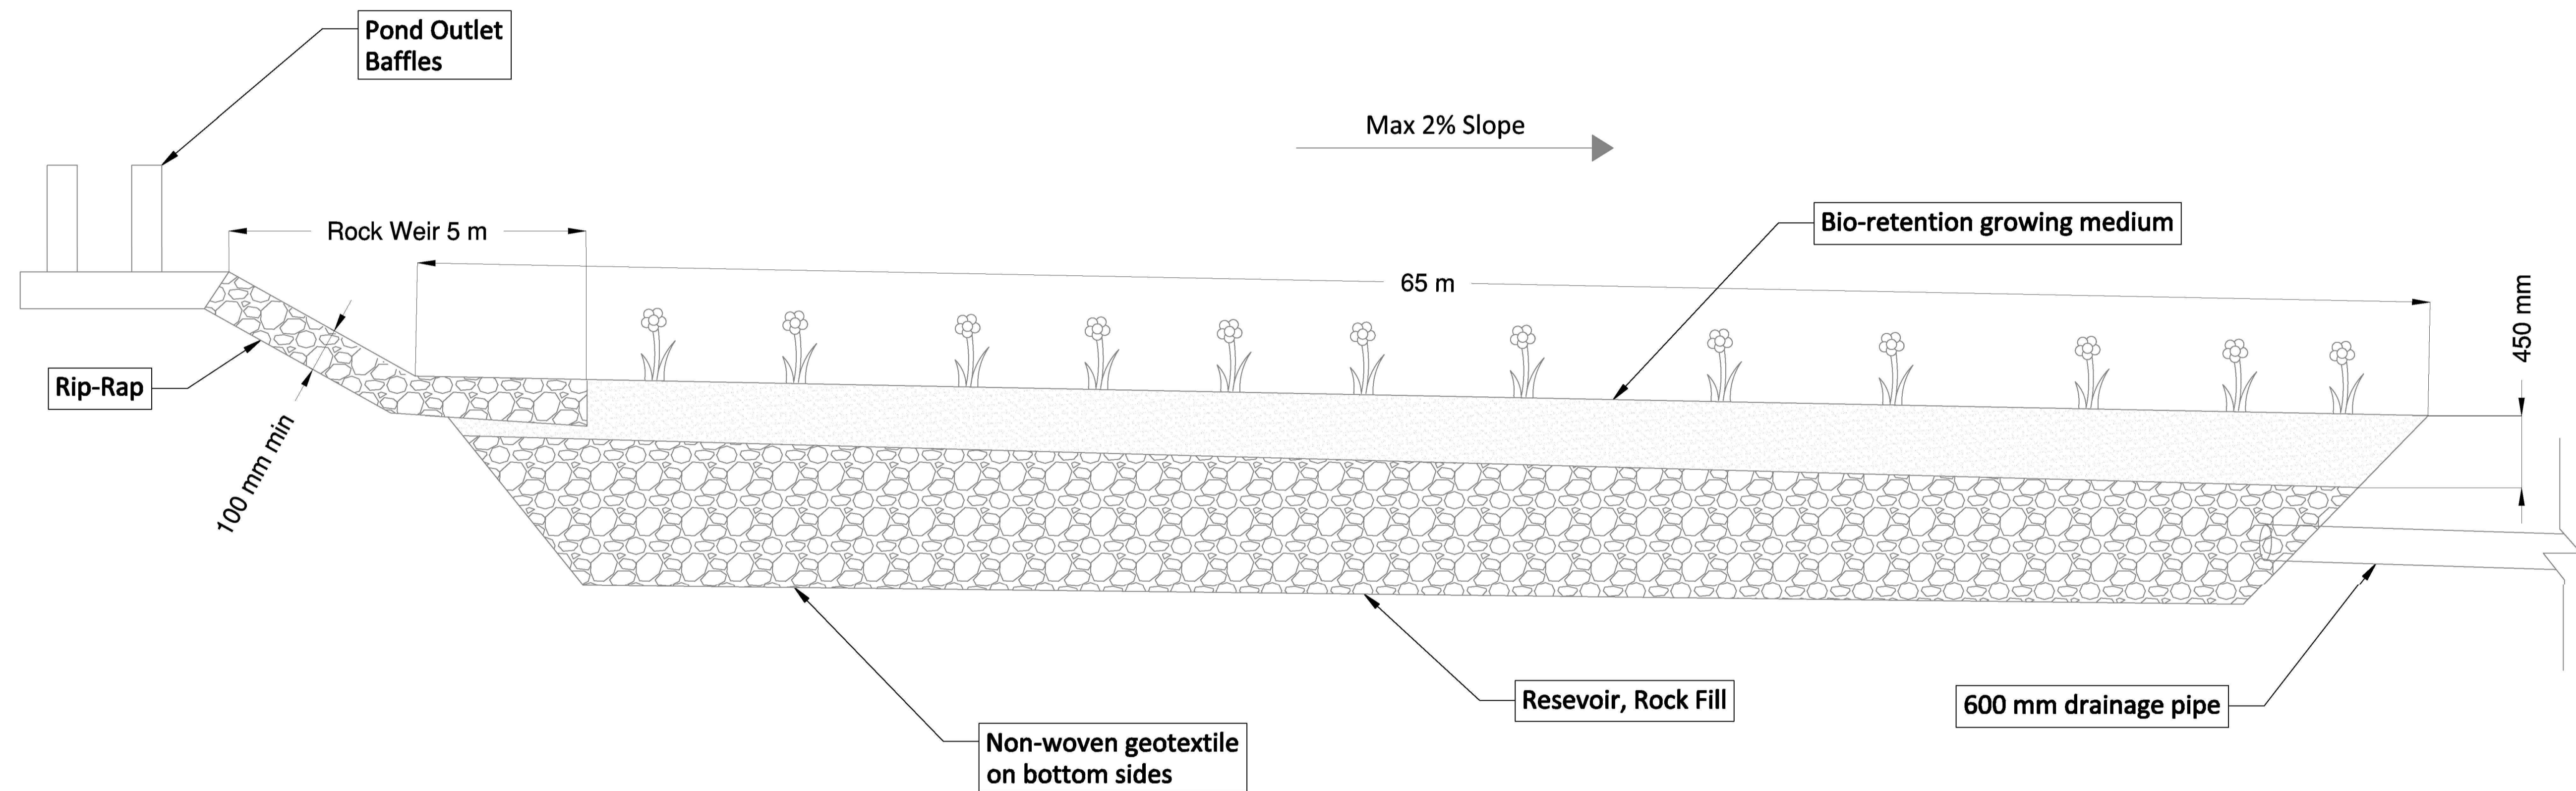 Pond Outlet
Baffles
Max 2% Slope
Bio-retention growing medium
Rock Weir 5 m
65 m
450 mm
Rip-Rap
100 mm min
Resevoir, Rock Fill
600 mm drainage pipe
Non-woven geotextile
on bottom sides